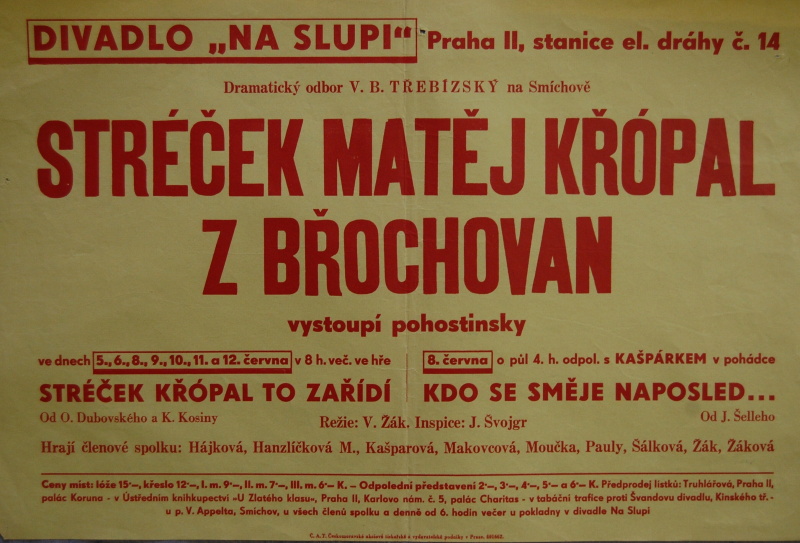 DIVADLO „NA SLUPI“ Praha II, stanice el. dráhy č. 14
Dramatický odbor V. B. TŘEBÍZSKÝ na Smíchově
STRÉČEK MATĚJ KŘÓPAL
Z BŘOCHOVAN
vystoupí pohostinsky
ve dnech 5., 6., 8., 9., 10., 11. a 12. června v 8 h. več. ve hře
STRÉČEK KŘÓPAL TO ZAŘÍDÍ
Od O. Dubovského a K. Kosiny
8. června o půl 4. h. odpol. s KAŠPÁRKEM v pohádce
KDO SE SMĚJE NAPOSLED...
Od J. Šelleho
Režie: V. Žák. Inspice: J. Švojgr
Hrají členové spolku: Hájková, Hanzlíčková M., Kašparová, Makovcová, Moučka, Pauly, Šálková, Žák, Žáková
Ceny míst: lóže 15·-, křeslo 12·-, I. m. 9·-, II. m. 7·-, III. m. 6·- K. – Odpolední představení 2·-, 3·-, 4·-, 5·- a 6·- K. Předprodej lístků: Truhlářová, Praha II,
palác Koruna - v Ústředním knihkupectví »U Zlatého klasu«, Praha II, Karlovo nám. č. 5, palác Charitas - v tabáční trafice proti Švandovu divadlu, Kinského tř. -
u p. V. Appelta, Smichov, u všech členů spolku a denně od 6. hodin večer u pokladny v divadle Na Slupi